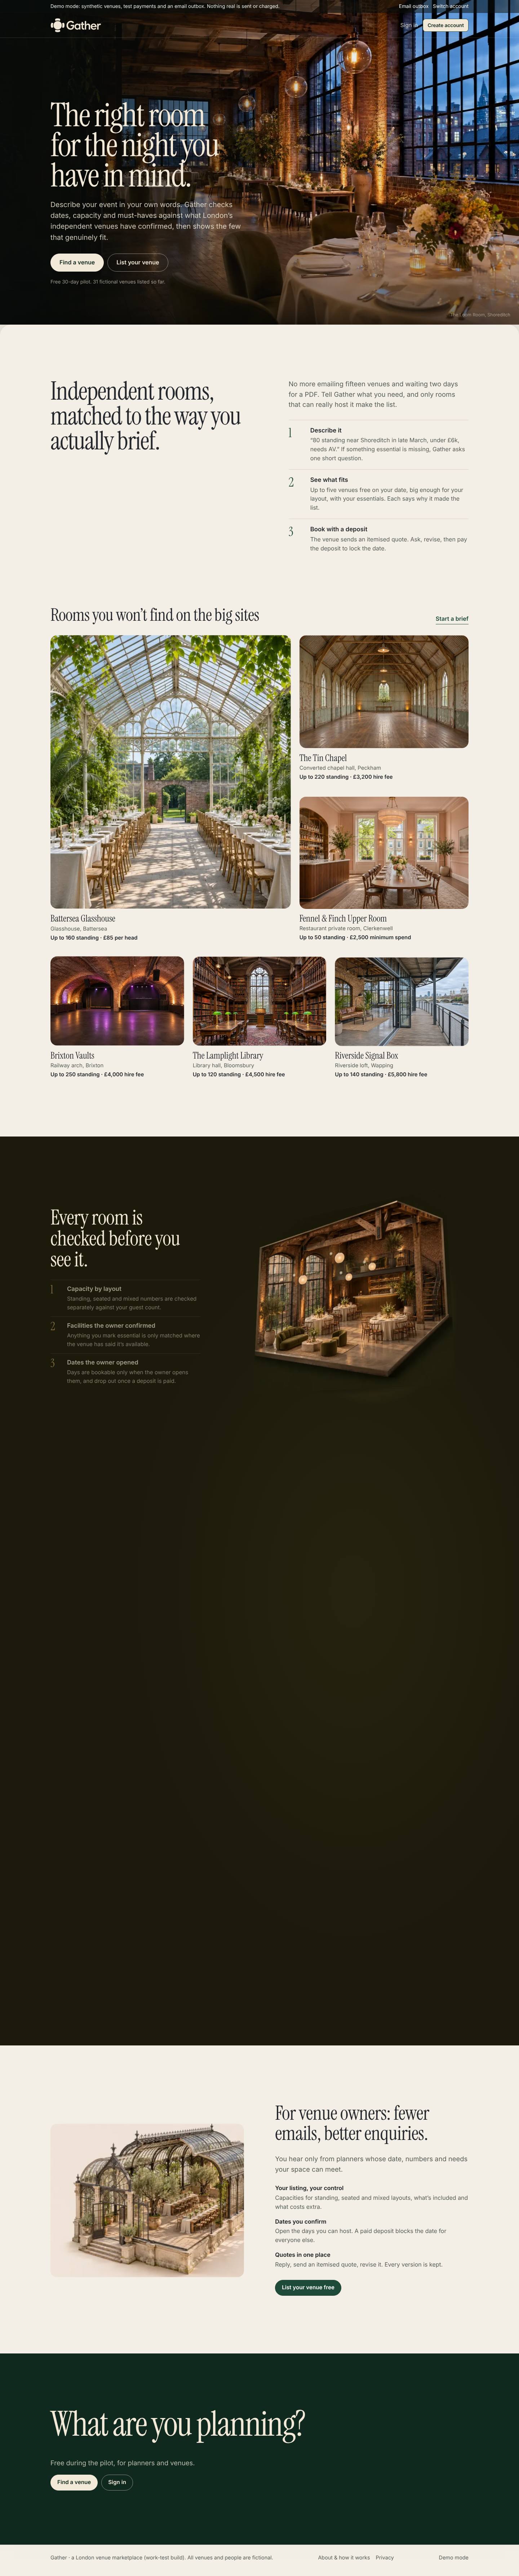 Demo mode: synthetic venues, test payments and an email outbox. Nothing real is sent or charged.
Email outbox Switch account
Gather
Sign in Create account
The right room
for the night you
have in mind.
Describe your event in your own words. Gather checks
dates, capacity and must-haves against what London's
independent venues have confirmed, then shows the few
that genuinely fit.
Find a venue List your venue
Free 30-day pilot. 31 fictional venues listed so far.
Room, Shoreditch
Independent rooms,
matched to the way you
actually brief.
No more emailing fifteen venues and waiting two days
for a PDF. Tell Gather what you need, and only rooms
that can really host it make the list.
1 Describe it
"80 standing near Shoreditch in late March, under £6k,
needs AV." If something essential is missing, Gather asks
one short question.
2 See what fits
Up to five venues free on your date, big enough for your
layout, with your essentials. Each says why it made the
list.
3 Book with a deposit
The venue sends an itemised quote. Ask, revise, then pay
the deposit to lock the date.
Rooms you won't find on the big sites
Start a brief
The Tin Chapel
Converted chapel hall, Peckham
Up to 220 standing · £3,200 hire fee
Battersea Glasshouse
Glasshouse, Battersea
Up to 160 standing · £85 per head
Fennel & Finch Upper Room
Restaurant private room, Clerkenwell
Up to 50 standing · £2,500 minimum spend
Brixton Vaults
Railway arch, Brixton
Up to 250 standing · £4,000 hire fee
The Lamplight Library
Library hall, Bloomsbury
Up to 120 standing · £4,500 hire fee
Riverside Signal Box
Riverside loft, Wapping
Up to 140 standing · £5,800 hire fee
Every room is
checked before you
see it.
1 Capacity by layout
Standing, seated and mixed numbers are checked
separately against your guest count.
2 Facilities the owner confirmed
Anything you mark essential is only matched where
the venue has said it's available.
3 Dates the owner opened
Days are bookable only when the owner opens
them, and drop out once a deposit is paid.
For venue owners: fewer
emails, better enquiries.
You hear only from planners whose date, numbers and needs
your space can meet.
Your listing, your control
Capacities for standing, seated and mixed layouts, what's included and
what costs extra.
Dates you confirm
Open the days you can host. A paid deposit blocks the date for
everyone else.
Quotes in one place
Reply, send an itemised quote, revise it. Every version is kept.
List your venue free
What are you planning?
Free during the pilot, for planners and venues.
Find a venue Sign in
Gather · a London venue marketplace (work-test build). All venues and people are fictional.
About & how it works Privacy
Demo mode